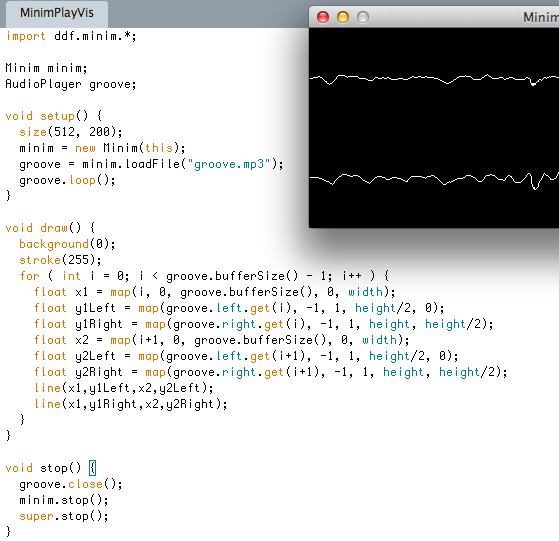 MinimPlayVis
Minim
import ddf.minim.*;
Minim minim;
AudioPlayer groove;
void setup() {
  size(512, 200);
  minim = new Minim(this);
  groove = minim.loadFile("groove.mp3");
  groove.loop();
}
void draw() {
  background(0);
  stroke(255);
  for ( int i = 0; i < groove.bufferSize() - 1; i++ ) {
    float x1 = map(i, 0, groove.bufferSize(), 0, width);
    float y1Left = map(groove.left.get(i), -1, 1, height/2, 0);
    float y1Right = map(groove.right.get(i), -1, 1, height, height/2);
    float x2 = map(i+1, 0, groove.bufferSize(), 0, width);
    float y2Left = map(groove.left.get(i+1), -1, 1, height/2, 0);
    float y2Right = map(groove.right.get(i+1), -1, 1, height, height/2);
    line(x1,y1Left,x2,y2Left);
    line(x1,y1Right,x2,y2Right);
  }
}
void stop() {
  groove.close();
  minim.stop();
  super.stop();
}